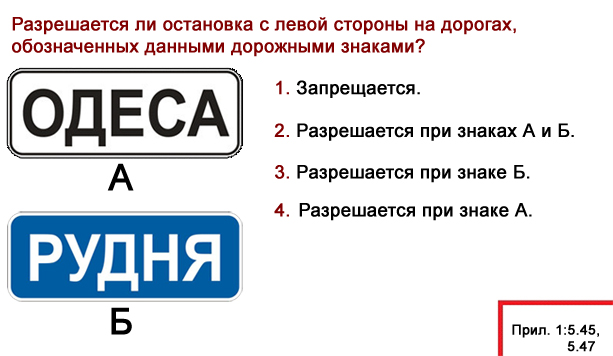 Разрешается ли остановка с левой стороны на дорогах,
обозначенных данными дорожными знаками?
ОДЕСА
А
РУДНЯ
Б
1. Запрещается.
2. Разрешается при знаках А и Б.
3. Разрешается при знаке Б.
4. Разрешается при знаке А.
Прил. 1:5.45,
5.47